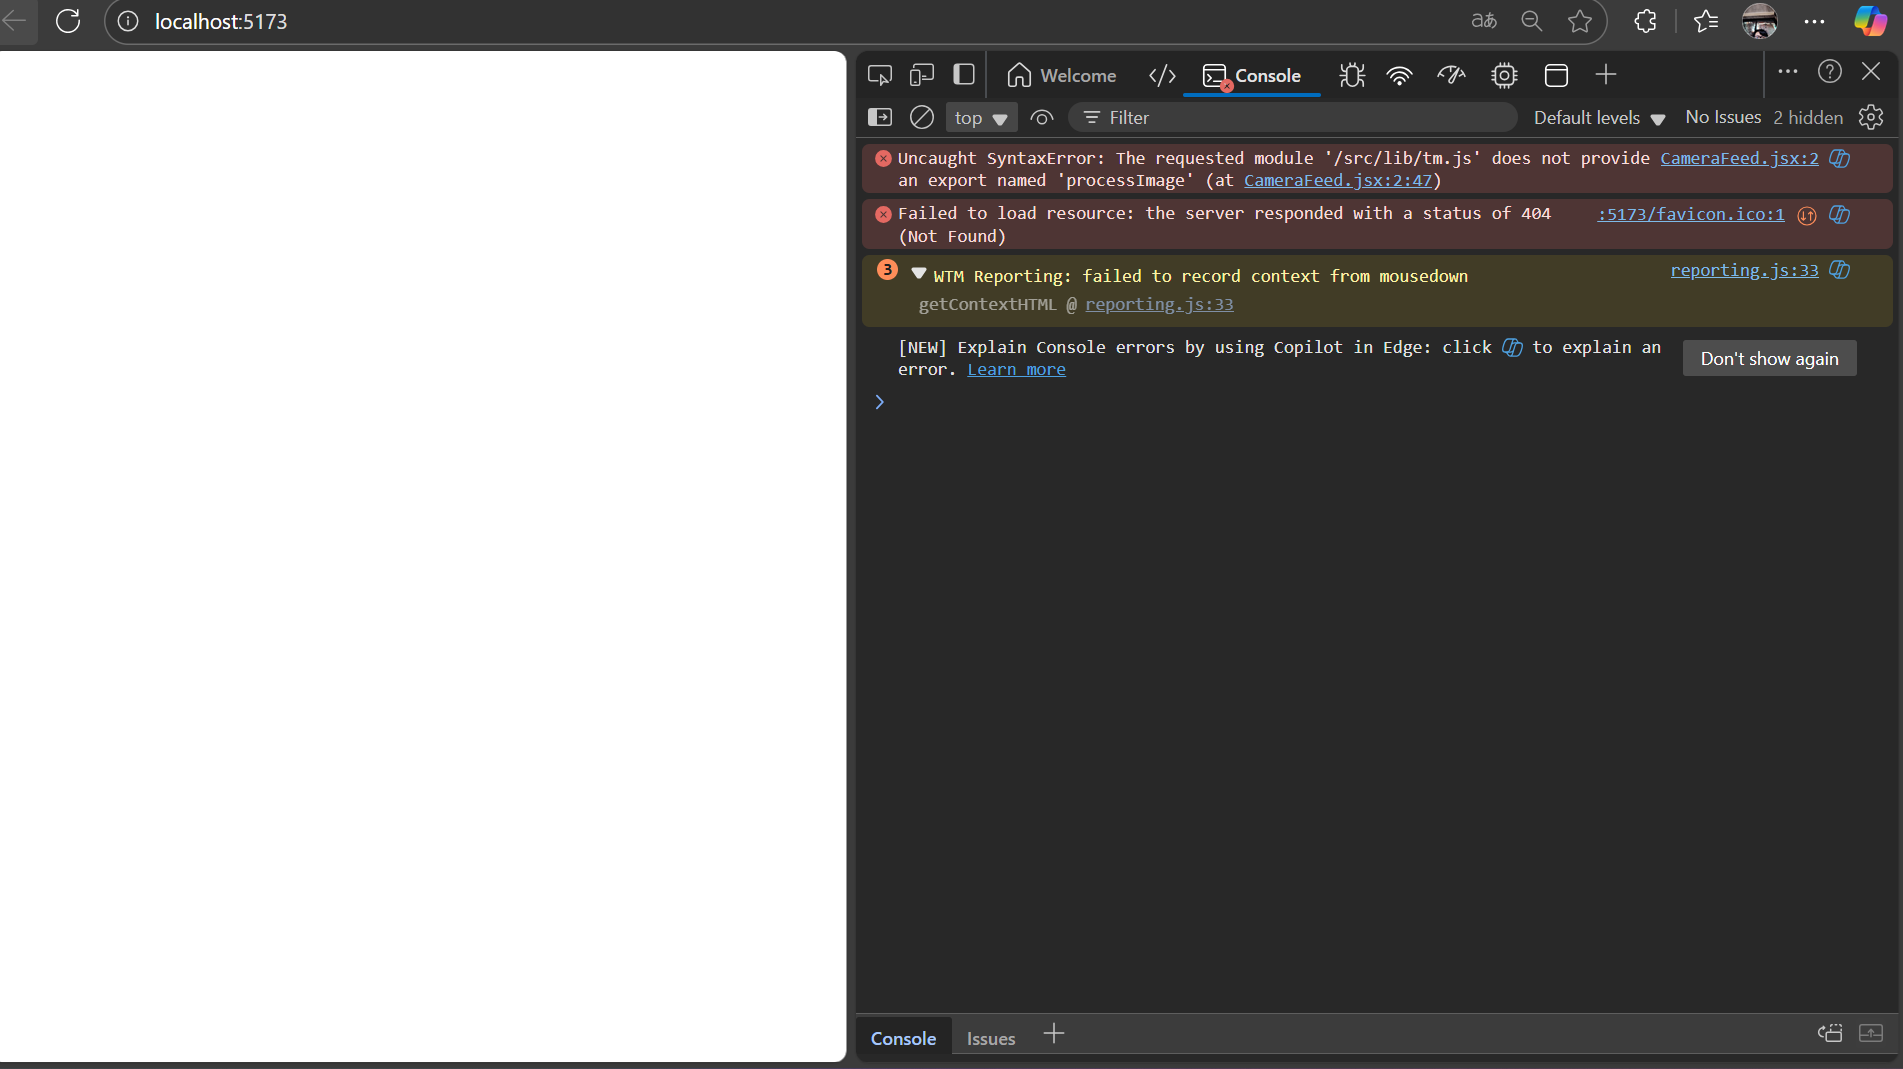 localhost:5173
aあ
Welcome
Console
top
Filter
Default levels
No Issues
2 hidden
Uncaught SyntaxError: The requested module '/src/lib/tm.js' does not provide CameraFeed.jsx:2
an export named 'processImage' (at CameraFeed.jsx:2:47)
Failed to load resource: the server responded with a status of 404 :5173/favicon.ico:1
(Not Found)
3 WTM Reporting: failed to record context from mousedown reporting.js:33
getContextHTML @ reporting.js:33
[NEW] Explain Console errors by using Copilot in Edge: click to explain an
error. Learn more
Don't show again
Console
Issues